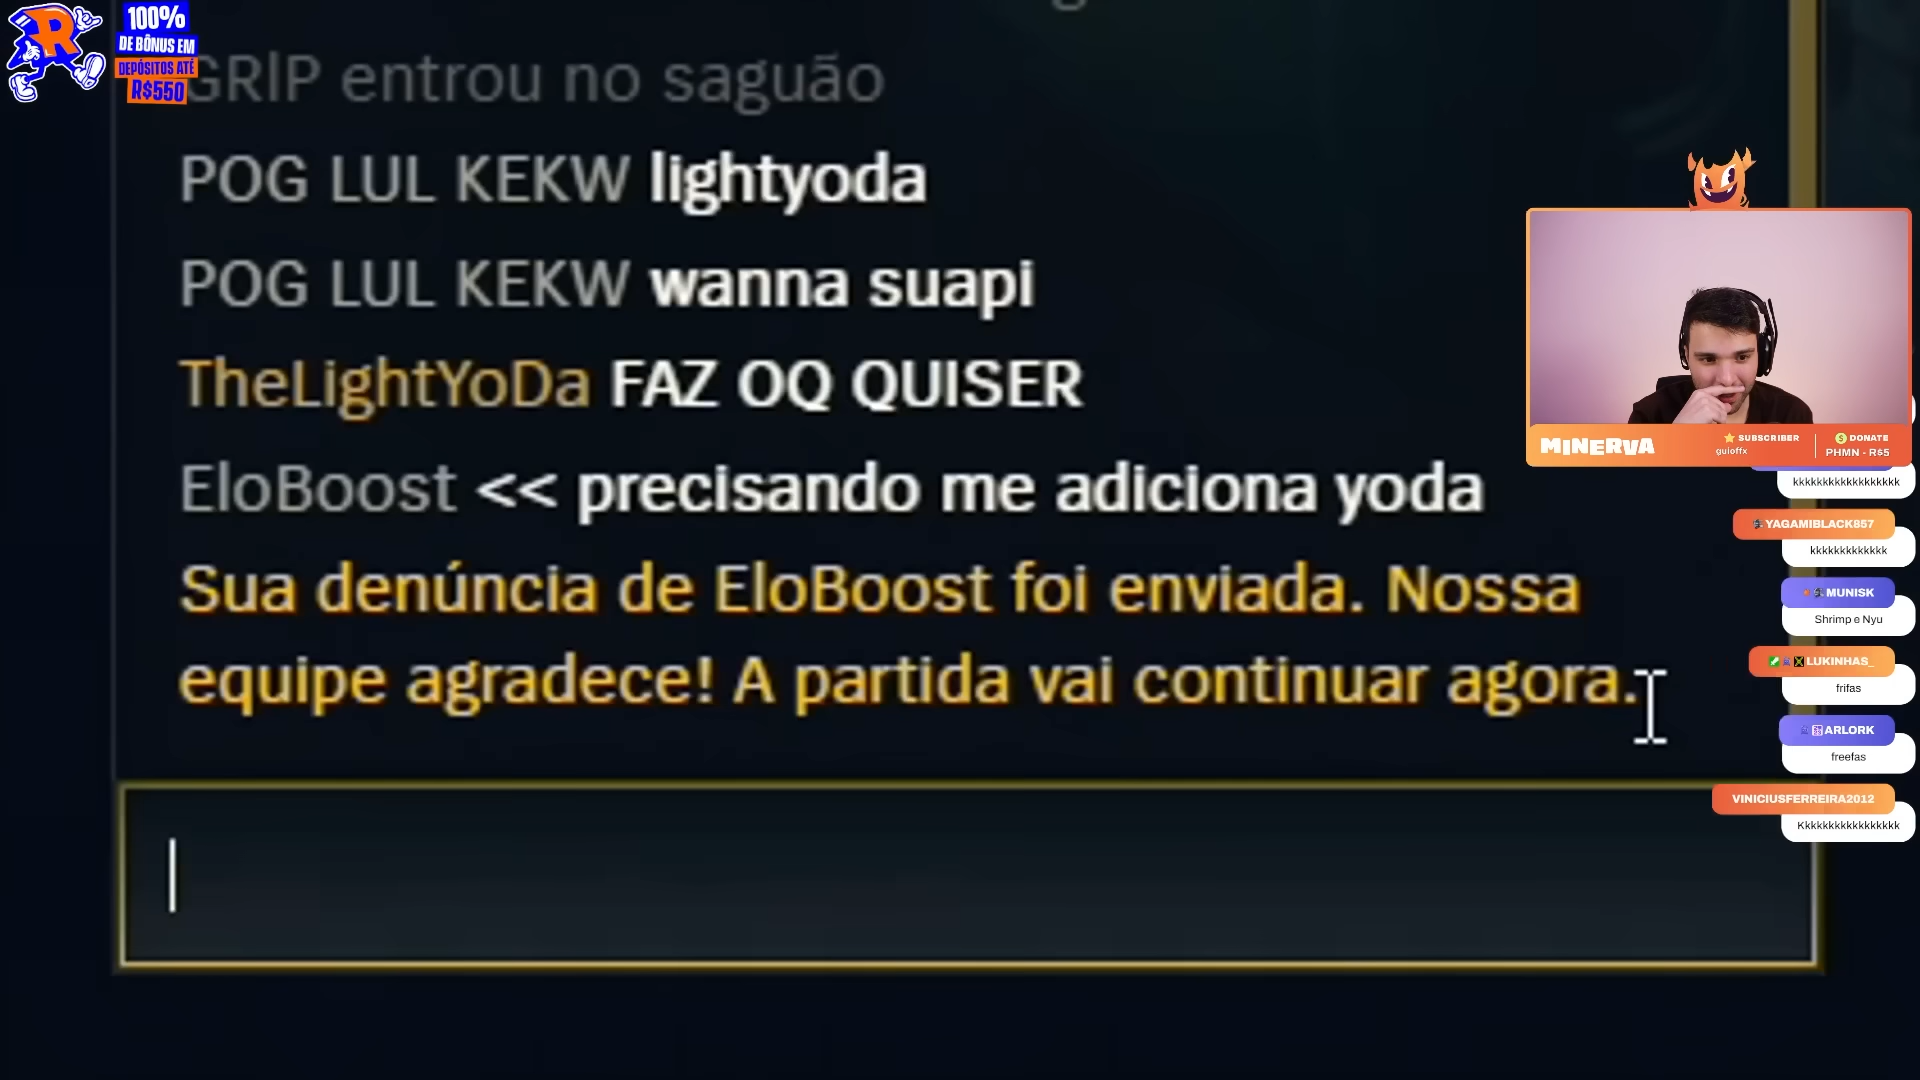 100%
DE BÔNUS EM
DEPÓSITOS ATÉ
R$550
R
GRIP entrou no saguão
POG LUL KEKW lightyoda
POG LUL KEKW wanna suapi
TheLightYoDa FAZ OQ QUISER
EloBoost << precisando me adiciona yoda
Sua denúncia de EloBoost foi enviada. Nossa
equipe agradece! A partida vai continuar agora.
MINERVA
SUBSCRIBER
guioffx
DONATE
PHMN - R$5
kkkkkkkkkkkkkkkkkk
YAGAMIBLACK857
kkkkkkkkkkkkk
MUNISK
Shrimp e Nyu
LUKINHAS_
frifas
ARLORK
freefas
VINICIUSFERREIRA2012
Kkkkkkkkkkkkkkkkk